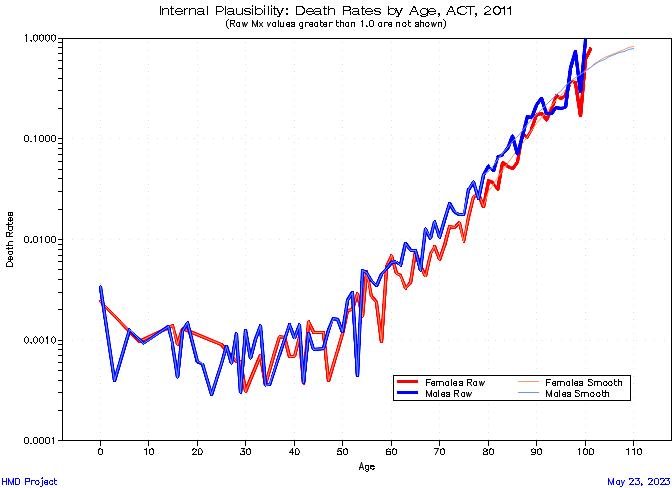 Internal Plausibility: Death Rates by Age, ACT, 2011
(Raw Mx values greater than 1.0 are not shown)
1.0000
0.1000
0.0100
0.0010
0.0001
Death Rates
0 10 20 30 40 50 60 70 80 90 100 110
Age
Females Raw Females Smooth
Males Raw Males Smooth
HMD Project May 23, 2023